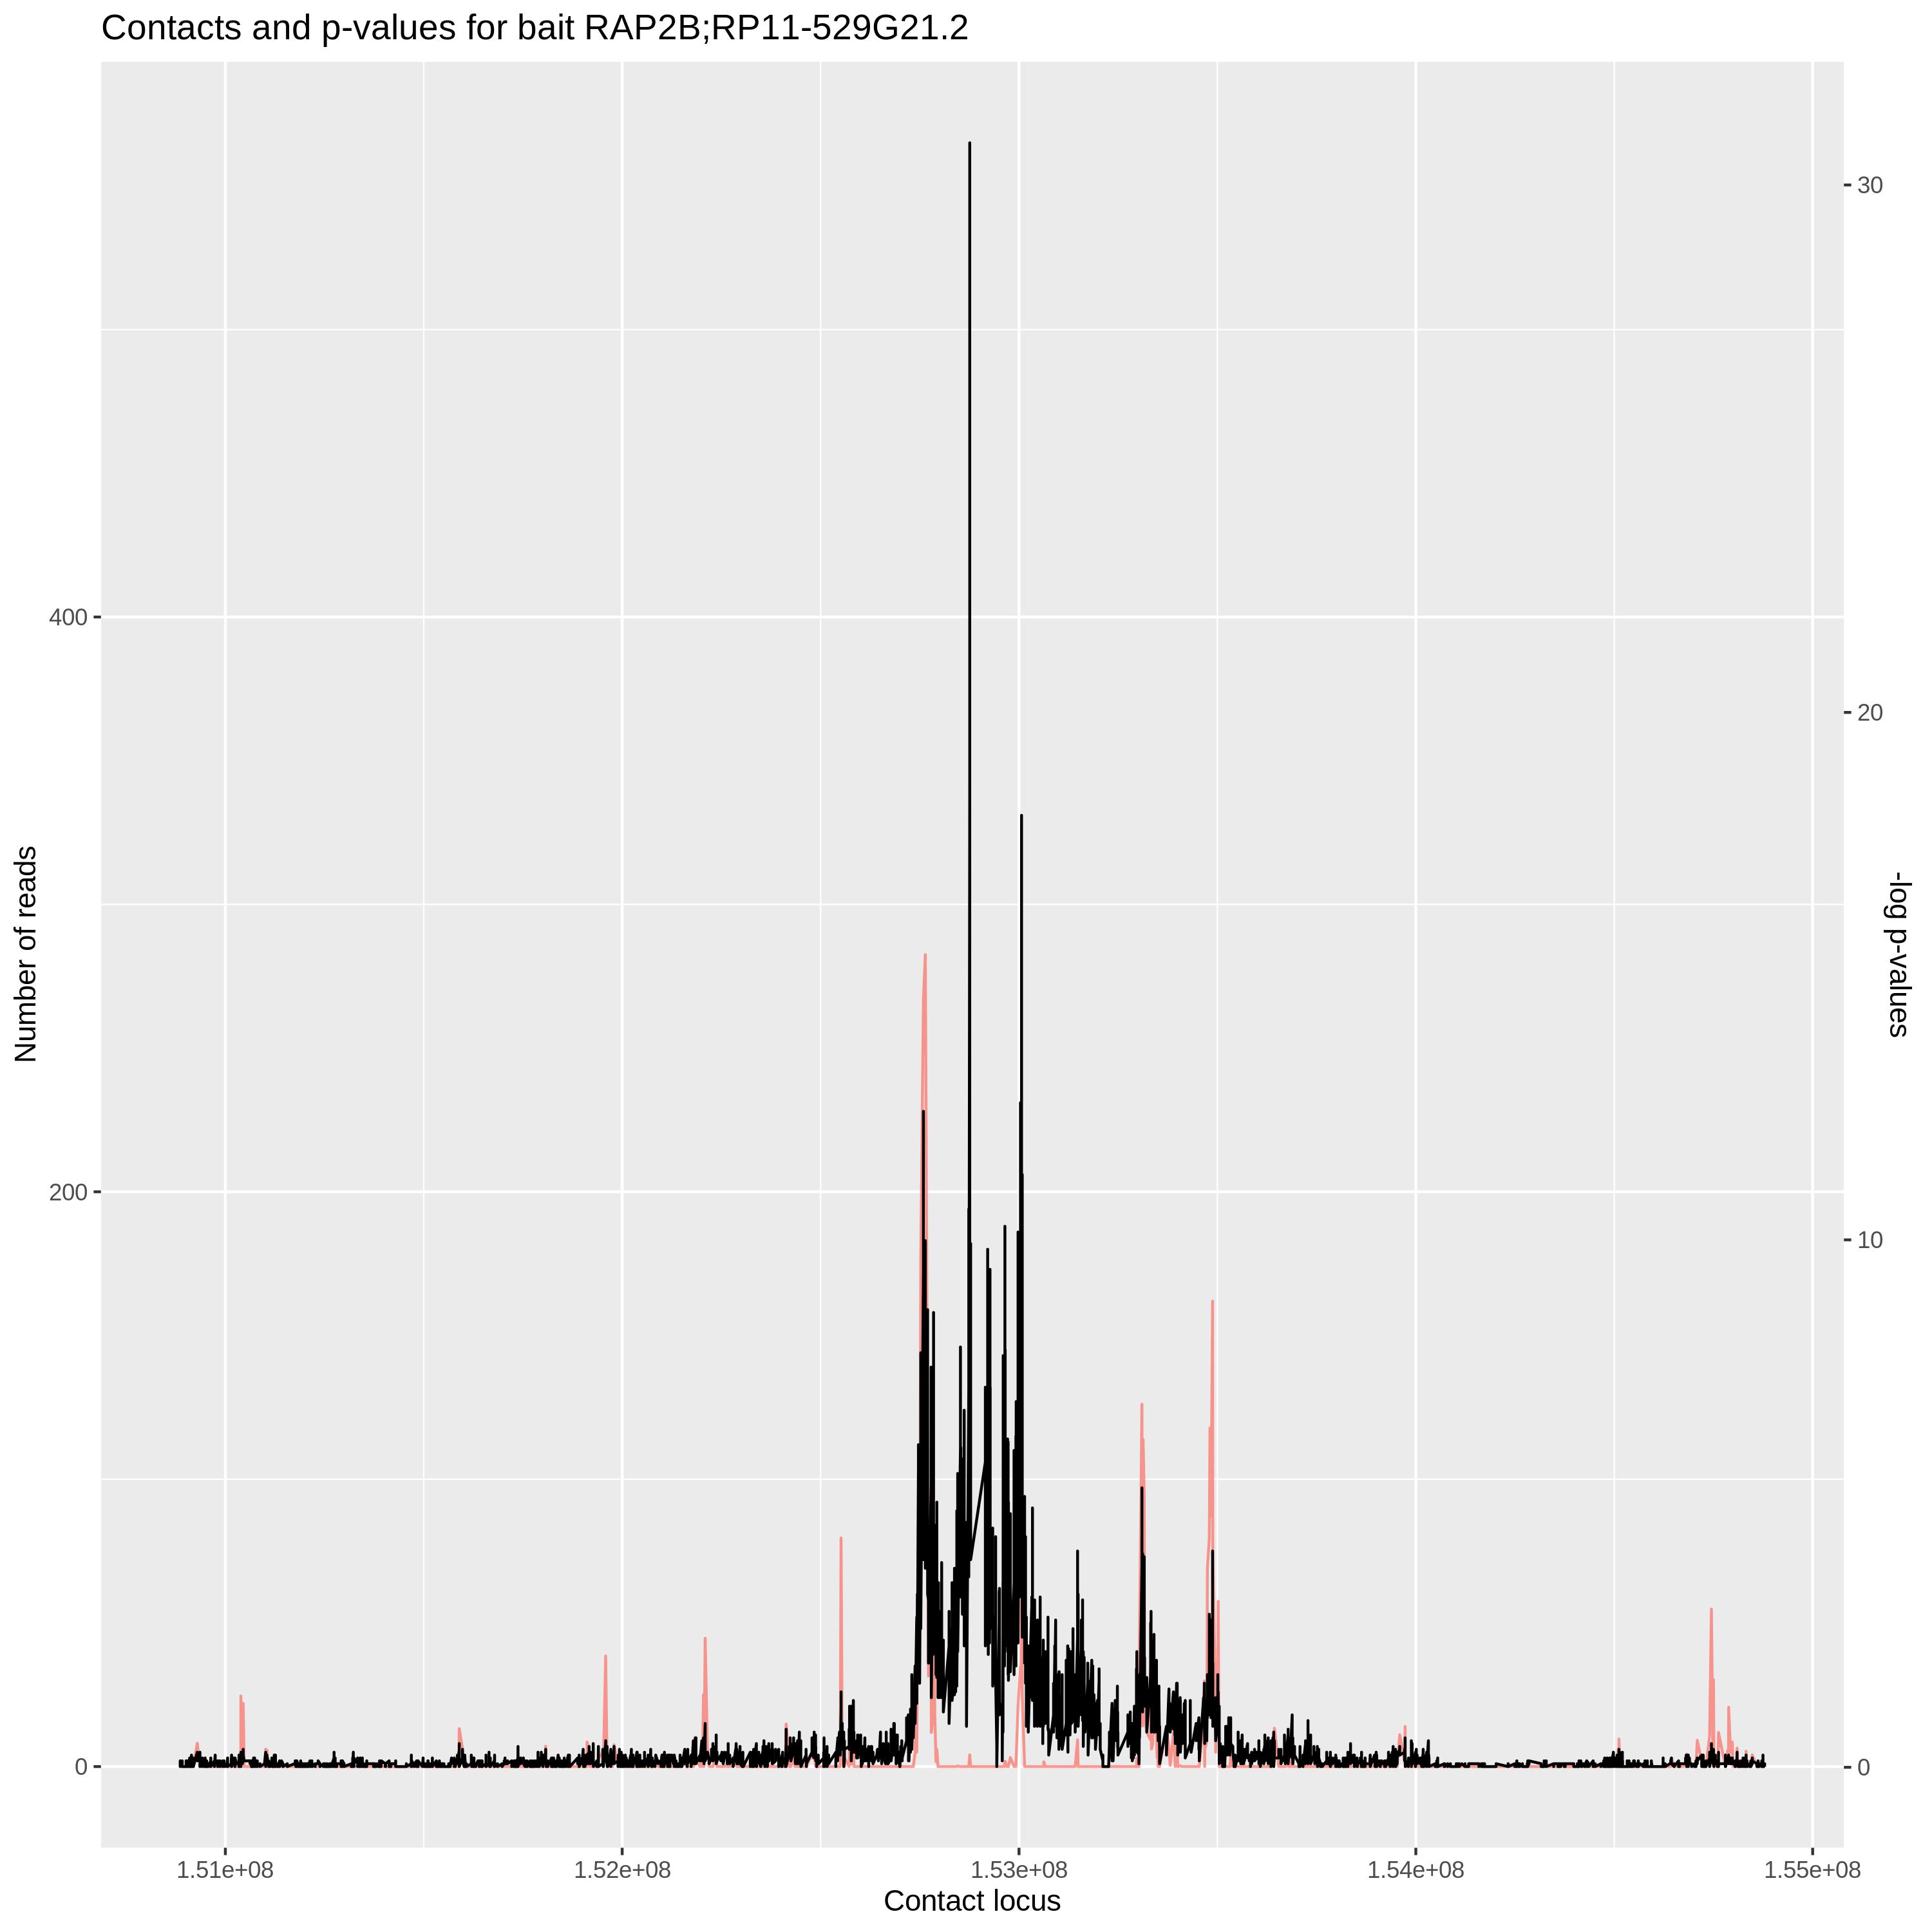 Contacts and p-values for bait RAP2B;RP11-529G21.2
Number of reads
400
200
0
30
20
10
0
-log p-values
1.51e+08
1.52e+08
1.53e+08
1.54e+08
1.55e+08
Contact locus